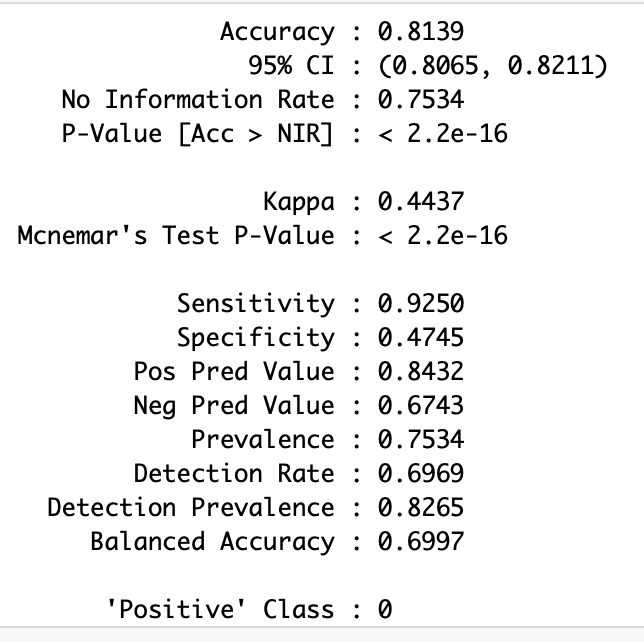 Accuracy : 0.8139
95% CI : (0.8065, 0.8211)
No Information Rate : 0.7534
P-Value [Acc > NIR] : < 2.2e-16
Kappa : 0.4437
Mcnemar's Test P-Value : < 2.2e-16
Sensitivity : 0.9250
Specificity : 0.4745
Pos Pred Value : 0.8432
Neg Pred Value : 0.6743
Prevalence : 0.7534
Detection Rate : 0.6969
Detection Prevalence : 0.8265
Balanced Accuracy : 0.6997
'Positive' Class : 0